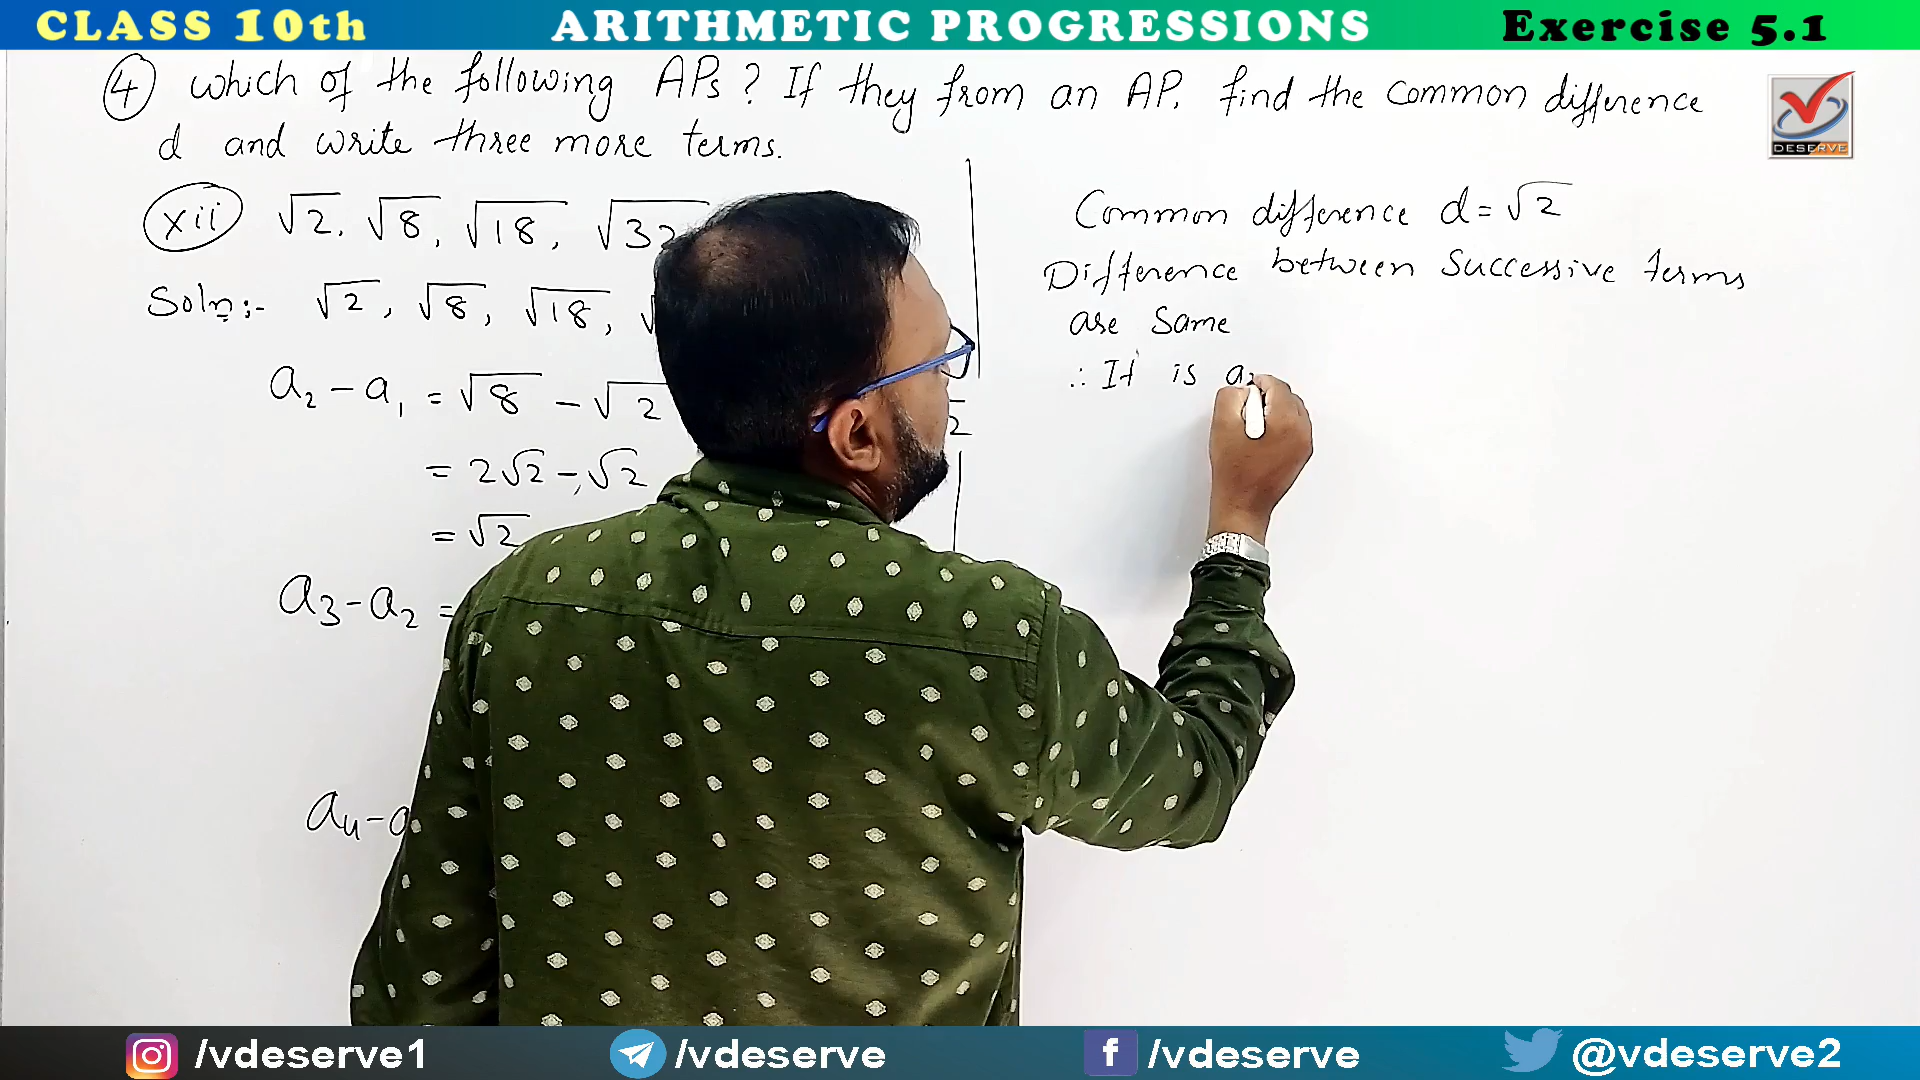 CLASS 10th ARITHMETIC PROGRESSIONS Exercise 5.1
④ which of the following APs? If they from an AP. find the common difference
d and write three more terms.
DESERVE
xii √2, √8, √18, √32
Soln:- √2, √8, √18,
a₂ - a₁ = √8 - √2
= 2√2 - √2
= √2
a₃ - a₂ =
a₄ - a
2
Common difference d = √2
Difference between Successive terms
are Same
∴ It is a
/vdeserve1 /vdeserve /vdeserve @vdeserve2